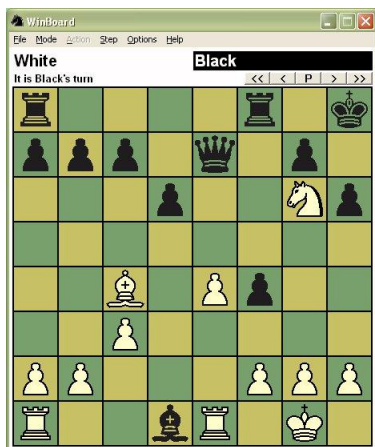 WinBoard
File Mode Action Step Options Help
White Black
It is Black's turn << < P > >>